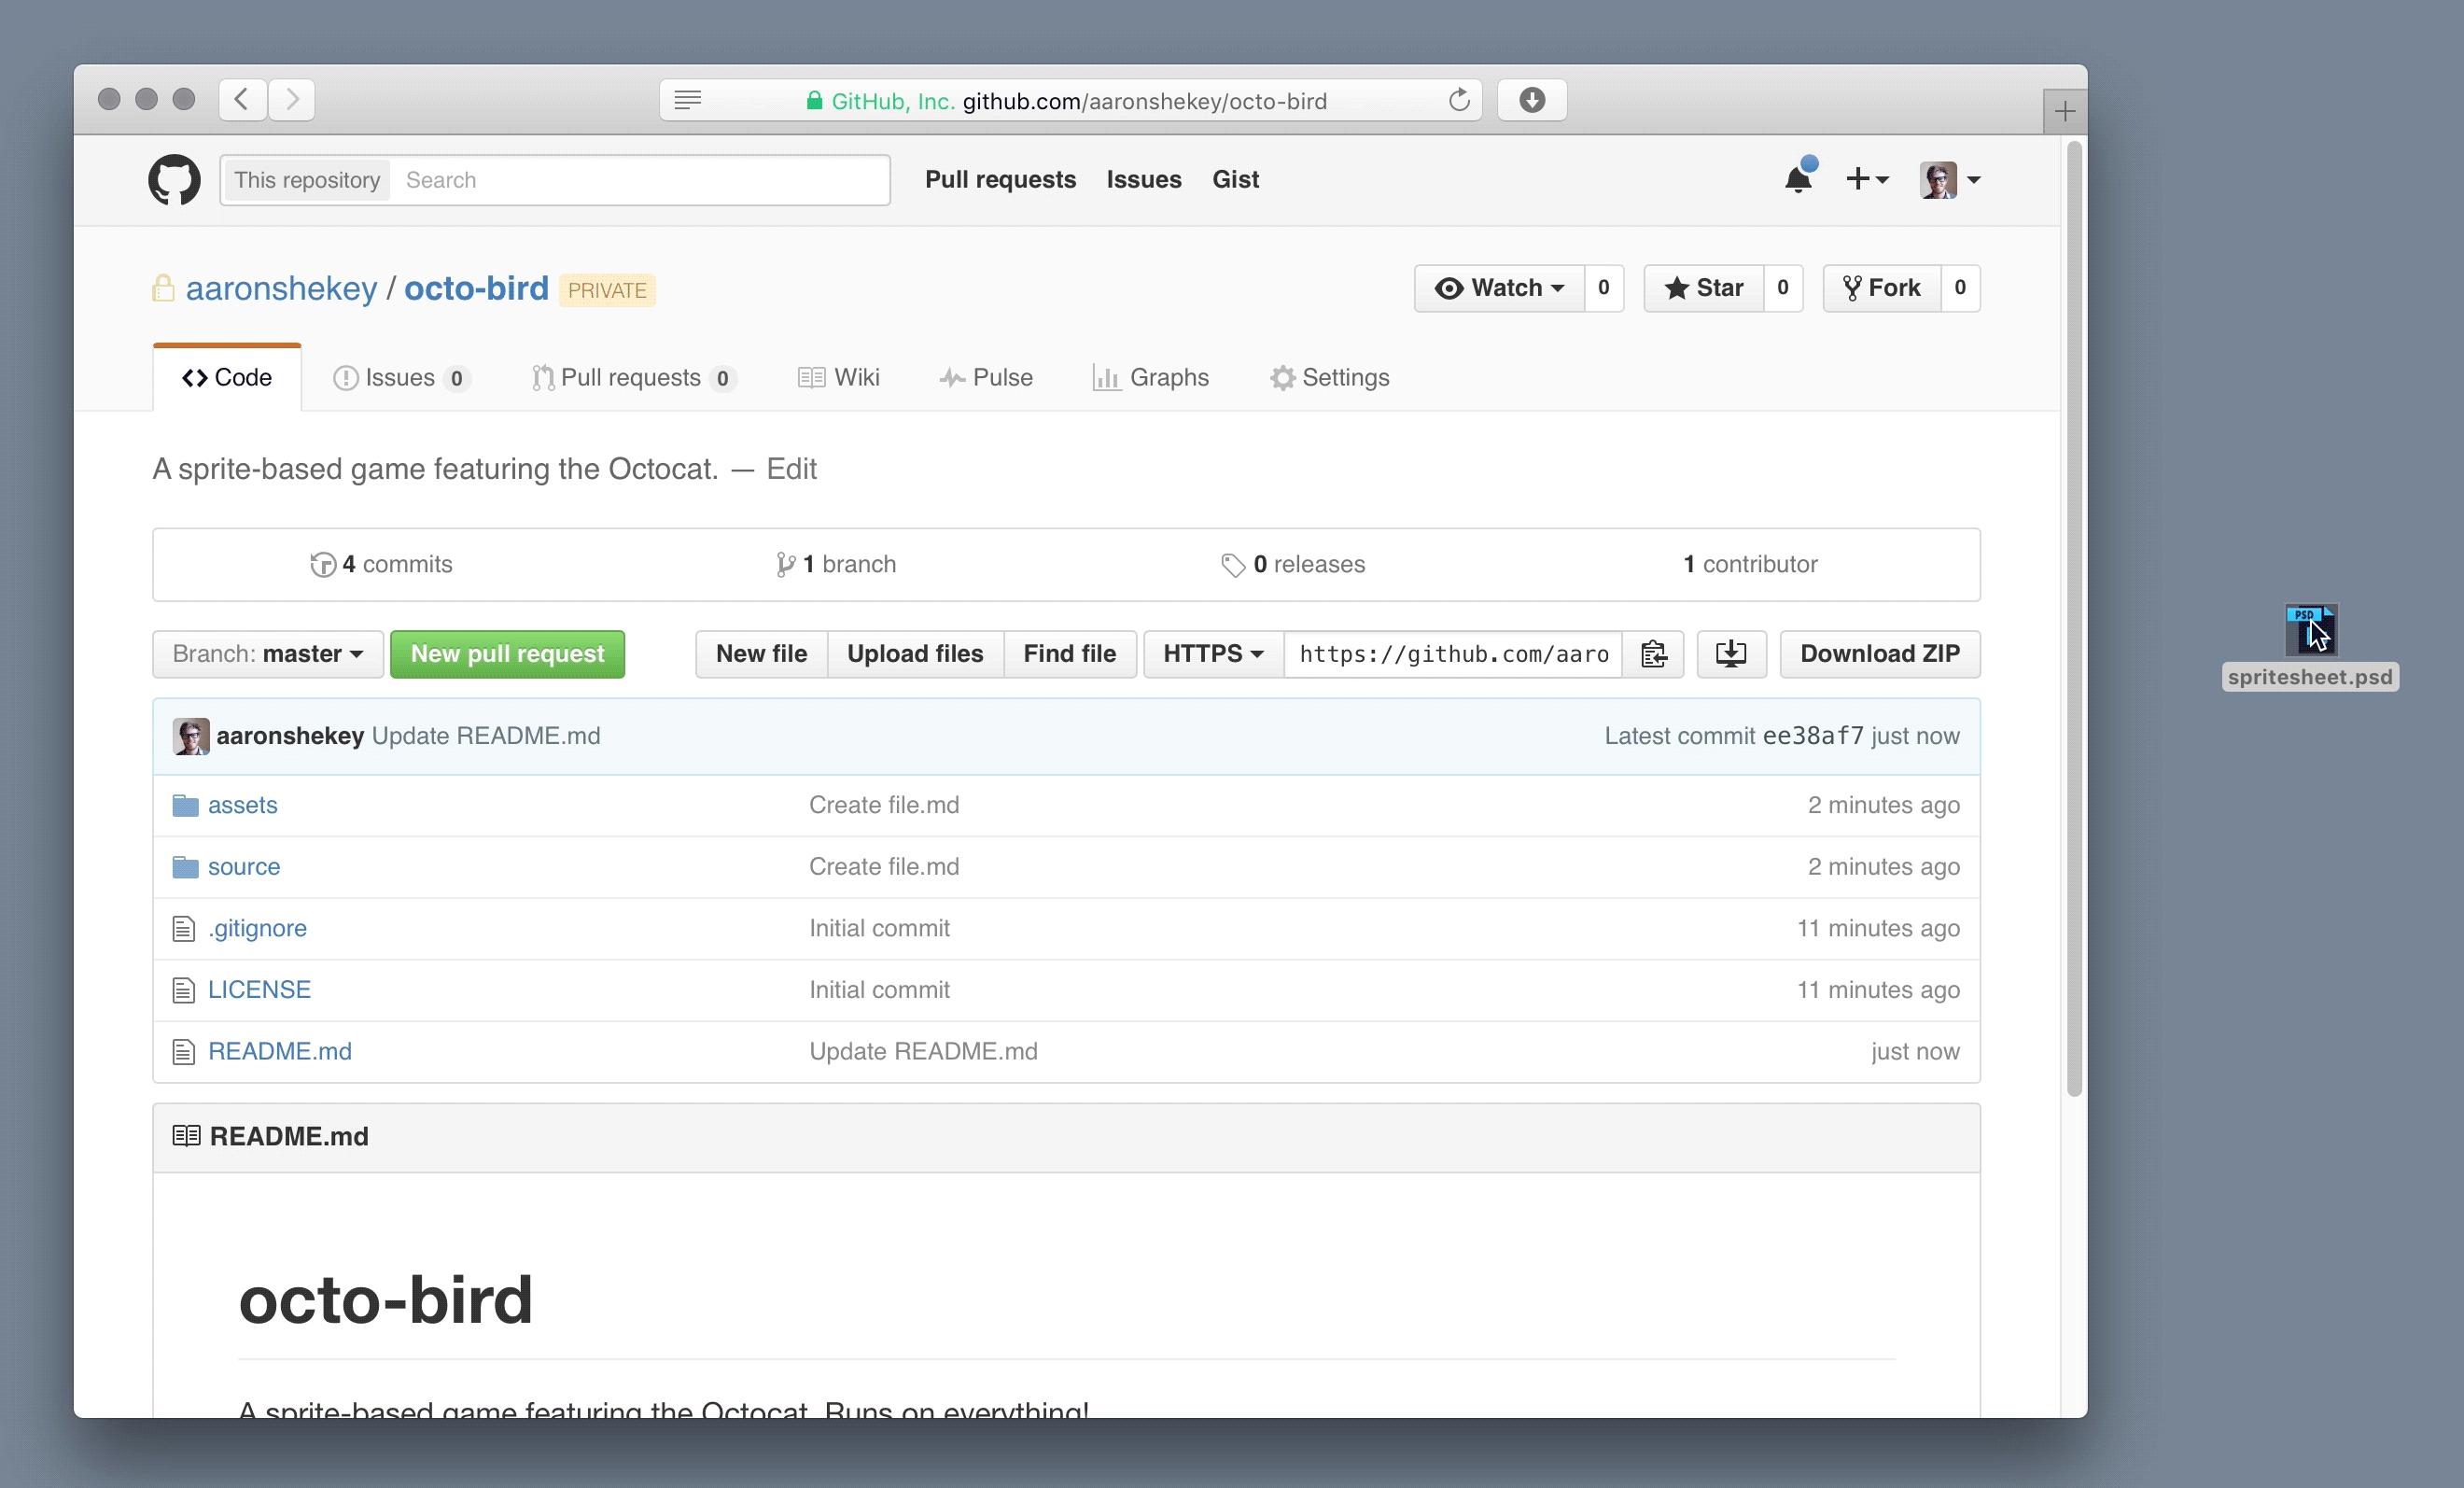 GitHub, Inc. github.com/aaronshekey/octo-bird
This repository Search Pull requests Issues Gist
aaronshekey / octo-bird PRIVATE Watch 0 Star 0 Fork 0
Code Issues 0 Pull requests 0 Wiki Pulse Graphs Settings
A sprite-based game featuring the Octocat. — Edit
4 commits 1 branch 0 releases 1 contributor
Branch: master New pull request New file Upload files Find file HTTPS https://github.com/aaro Download ZIP
PSD
spritesheet.psd
aaronshekey Update README.md Latest commit ee38af7 just now
assets Create file.md 2 minutes ago
source Create file.md 2 minutes ago
.gitignore Initial commit 11 minutes ago
LICENSE Initial commit 11 minutes ago
README.md Update README.md just now
README.md
octo-bird
A sprite-based game featuring the Octocat. Runs on everything!